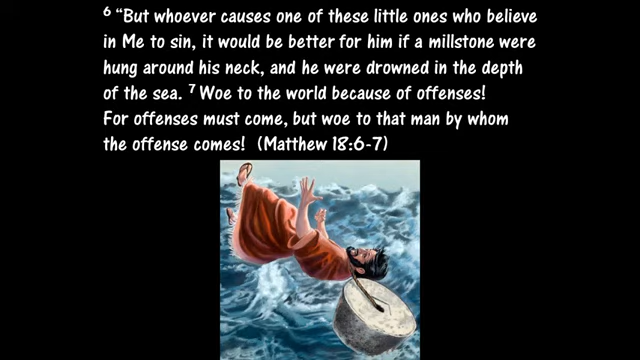 6 “But whoever causes one of these little ones who believe
in Me to sin, it would be better for him if a millstone were
hung around his neck, and he were drowned in the depth
of the sea. 7 Woe to the world because of offenses!
For offenses must come, but woe to that man by whom
the offense comes! (Matthew 18:6-7)